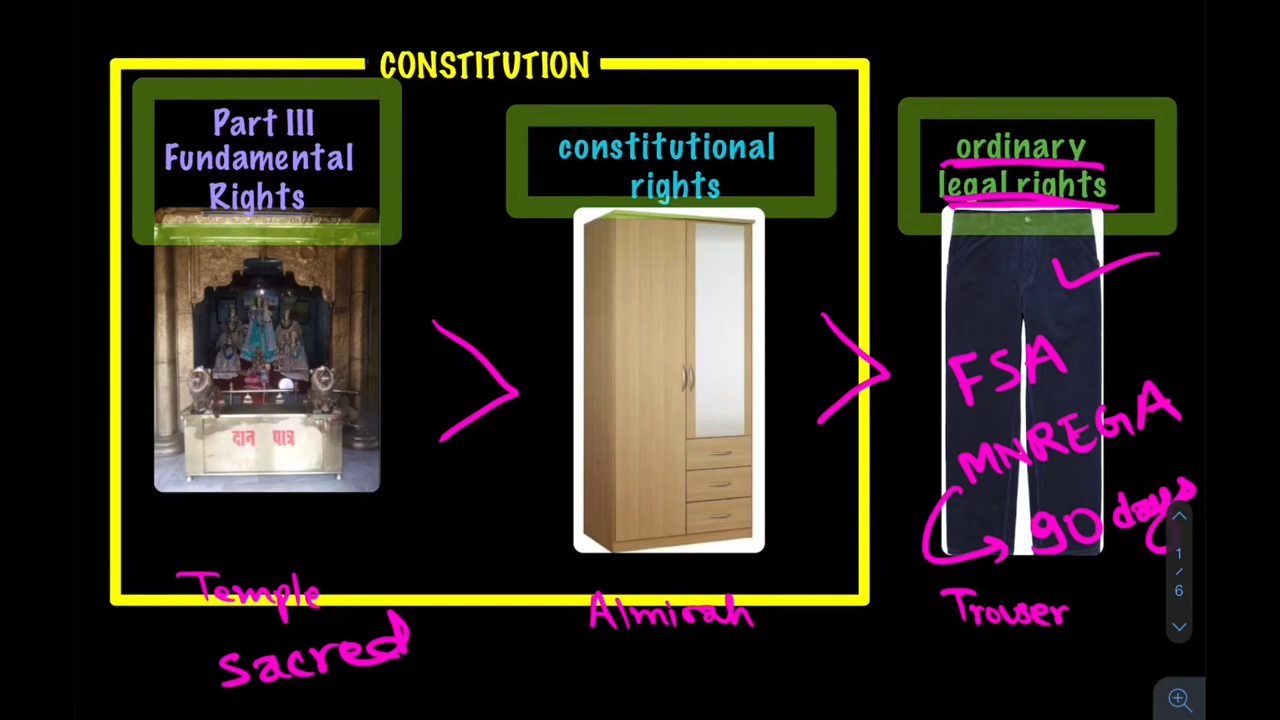 CONSTITUTION
Part III
Fundamental
Rights
constitutional
rights
ordinary
legal rights
दान पात्र
FSA
MNREGA
90 days
Temple
Sacred
Almirah
Trouser
1
/
6